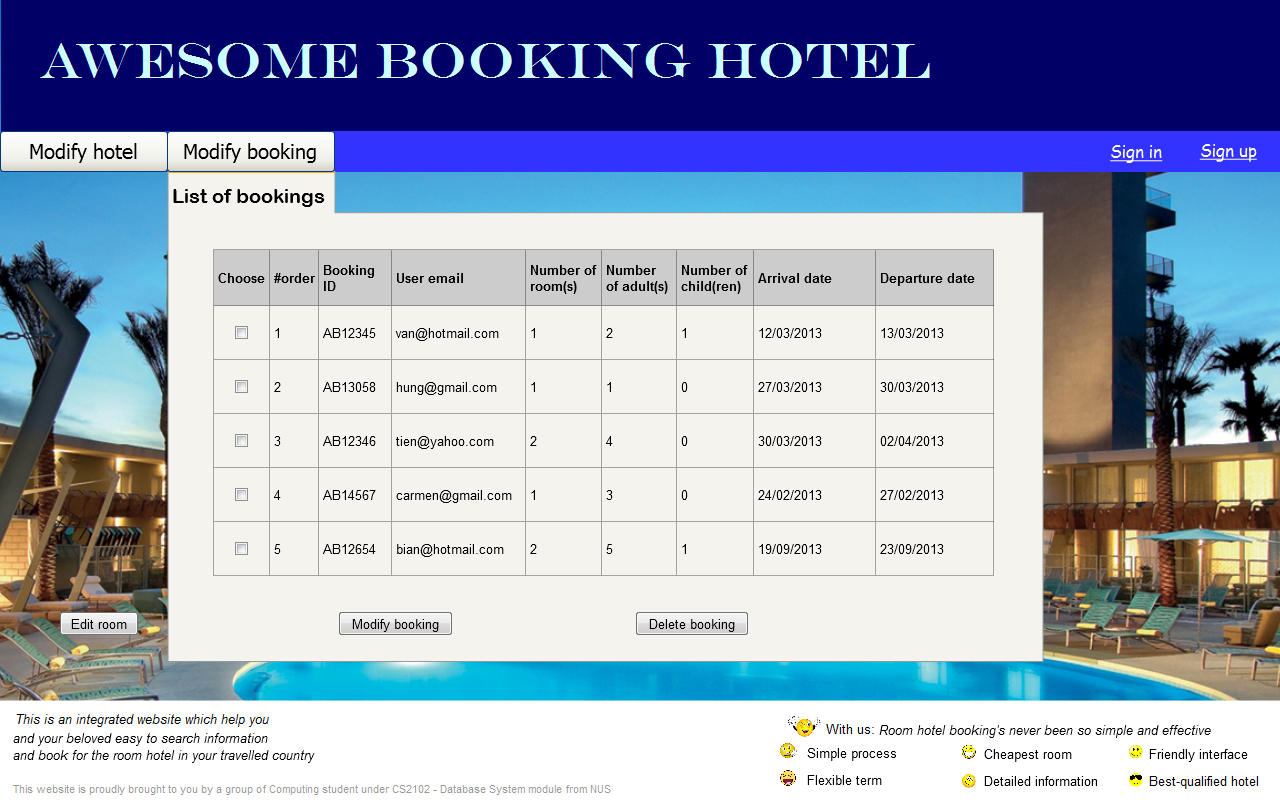 AWESOME BOOKING HOTEL
Modify hotel Modify booking Sign in Sign up
List of bookings
Choose #order Booking ID User email Number of room(s) Number of adult(s) Number of child(ren) Arrival date Departure date
1 AB12345 van@hotmail.com 1 2 1 12/03/2013 13/03/2013
2 AB13058 hung@gmail.com 1 1 0 27/03/2013 30/03/2013
3 AB12346 tien@yahoo.com 2 4 0 30/03/2013 02/04/2013
4 AB14567 carmen@gmail.com 1 3 0 24/02/2013 27/02/2013
5 AB12654 bian@hotmail.com 2 5 1 19/09/2013 23/09/2013
Edit room Modify booking Delete booking
This is an integrated website which help you
and your beloved easy to search information
and book for the room hotel in your travelled country
With us: Room hotel booking's never been so simple and effective
Simple process Cheapest room Friendly interface
Flexible term Detailed information Best-qualified hotel
This website is proudly brought to you by a group of Computing student under CS2102 - Database System module from NUS